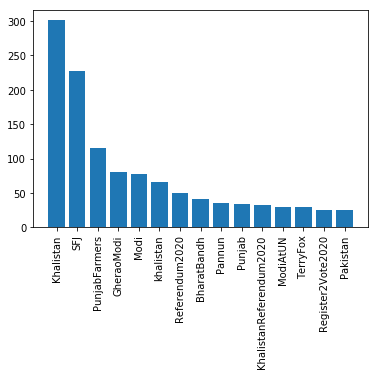 300
250
200
150
100
50
0
Khalistan
SFJ
PunjabFarmers
GheraoModi
Modi
khalistan
Referendum2020
BharatBandh
Pannun
Punjab
KhalistanReferendum2020
ModiAtUN
TerryFox
Register2Vote2020
Pakistan